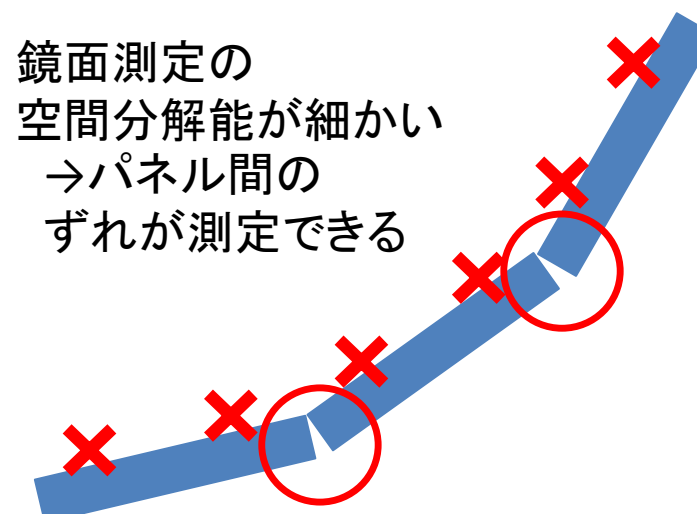 鏡面測定の
空間分解能が細かい
→パネル間の
ずれが測定できる